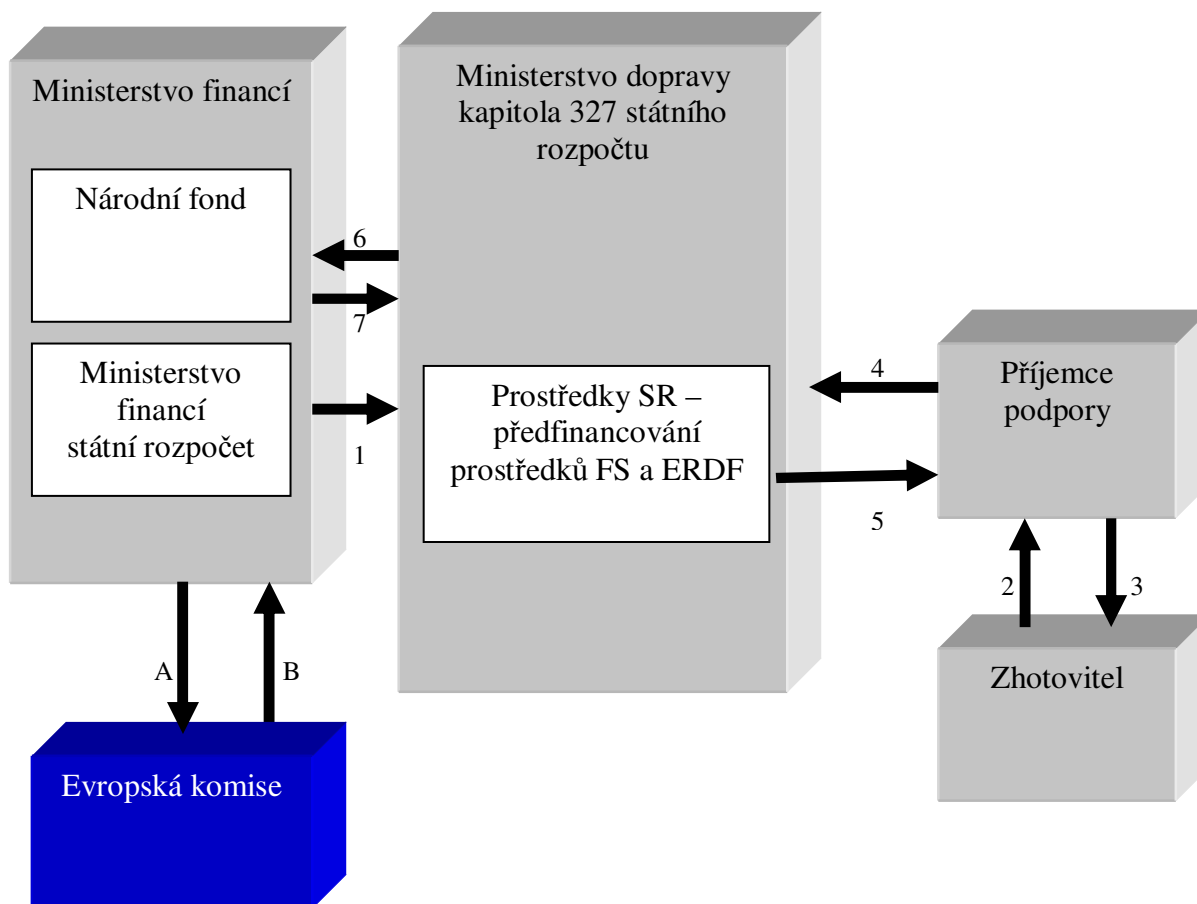 Ministerstvo financí
Národní fond
Ministerstvo
financí
státní rozpočet
Ministerstvo dopravy
kapitola 327 státního
rozpočtu
6
7
1
Prostředky SR –
předfinancování
prostředků FS a ERDF
4
5
Příjemce
podpory
2
3
Zhotovitel
A
B
Evropská komise